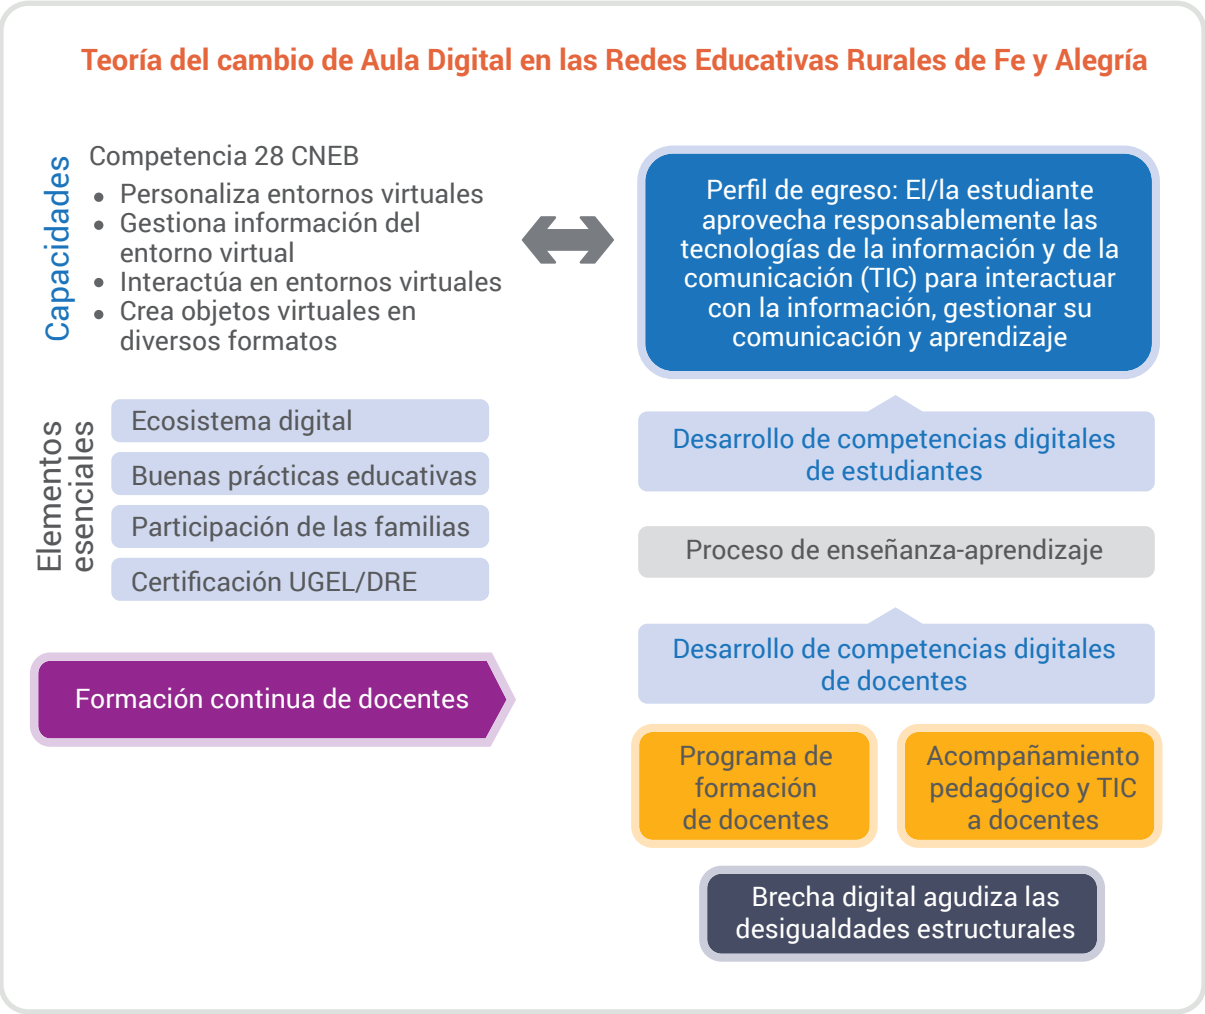 Teoría del cambio de Aula Digital en las Redes Educativas Rurales de Fe y Alegría
Capacidades
Competencia 28 CNEB
• Personaliza entornos virtuales
• Gestiona información del
entorno virtual
• Interactúa en entornos virtuales
• Crea objetos virtuales en
diversos formatos
Perfil de egreso: El/la estudiante
aprovecha responsablemente las
tecnologías de la información y de la
comunicación (TIC) para interactuar
con la información, gestionar su
comunicación y aprendizaje
Elementos
esenciales
Ecosistema digital
Buenas prácticas educativas
Participación de las familias
Certificación UGEL/DRE
Desarrollo de competencias digitales
de estudiantes
Proceso de enseñanza-aprendizaje
Desarrollo de competencias digitales
de docentes
Formación continua de docentes
Programa de
formación
de docentes
Acompañamiento
pedagógico y TIC
a docentes
Brecha digital agudiza las
desigualdades estructurales